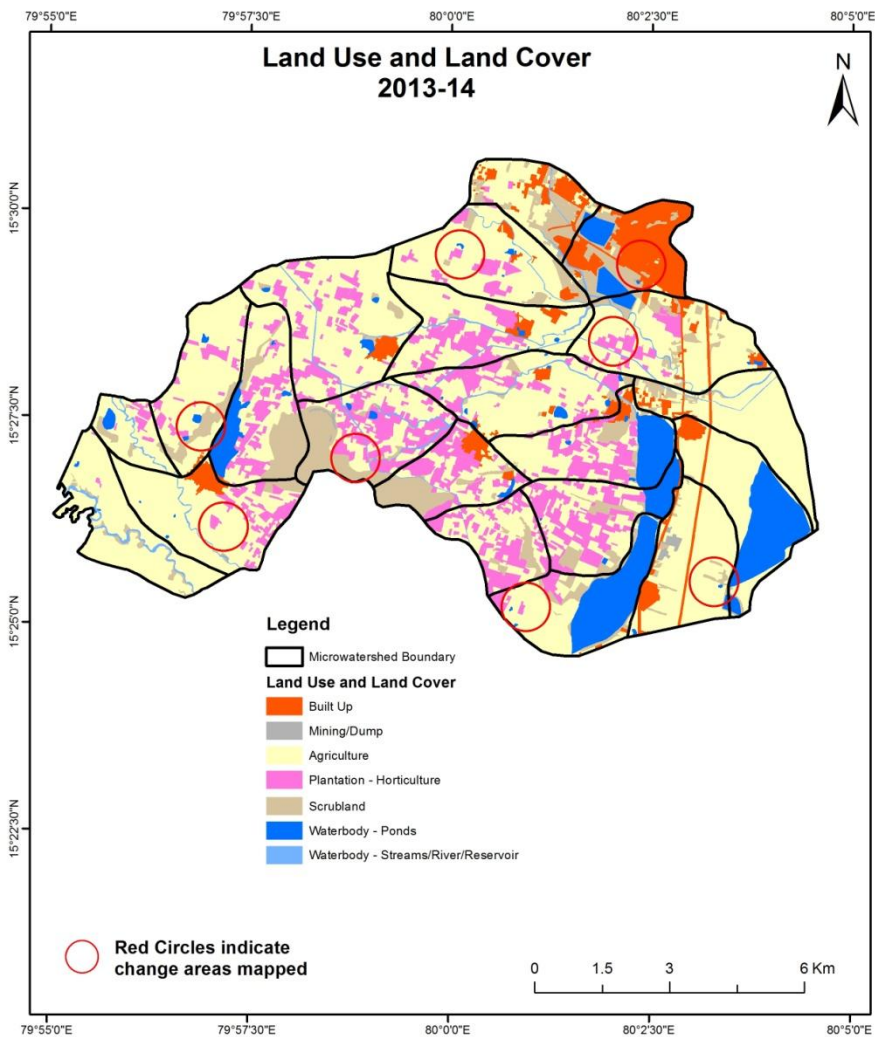 79°55'0"E 79°57'30"E 80°0'0"E 80°2'30"E 80°5'0"E
Land Use and Land Cover
2013-14
N
15°30'0"N
15°27'30"N
15°25'0"N
15°22'30"N
Legend
Microwatershed Boundary
Land Use and Land Cover
Built Up
Mining/Dump
Agriculture
Plantation - Horticulture
Scrubland
Waterbody - Ponds
Waterbody - Streams/River/Reservoir
Red Circles indicate
change areas mapped
0 1.5 3 6 Km
79°55'0"E 79°57'30"E 80°0'0"E 80°2'30"E 80°5'0"E